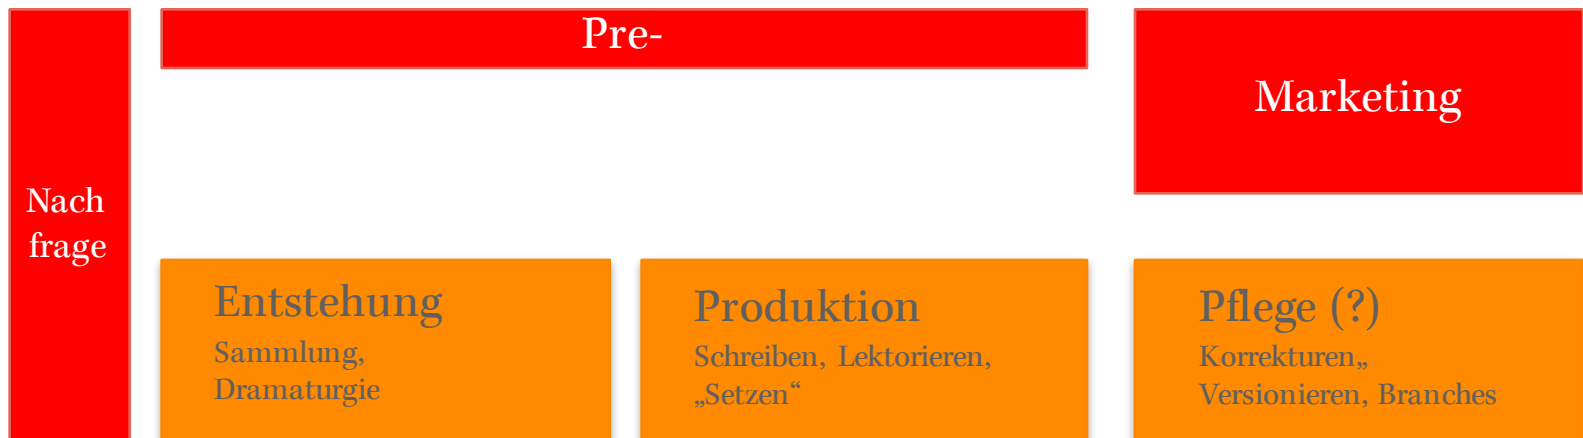 Pre-
Marketing
Nach
frage
Entstehung
Sammlung,
Dramaturgie
Produktion
Schreiben, Lektorieren,
„Setzen“
Pflege (?)
Korrekturen„
Versionieren, Branches